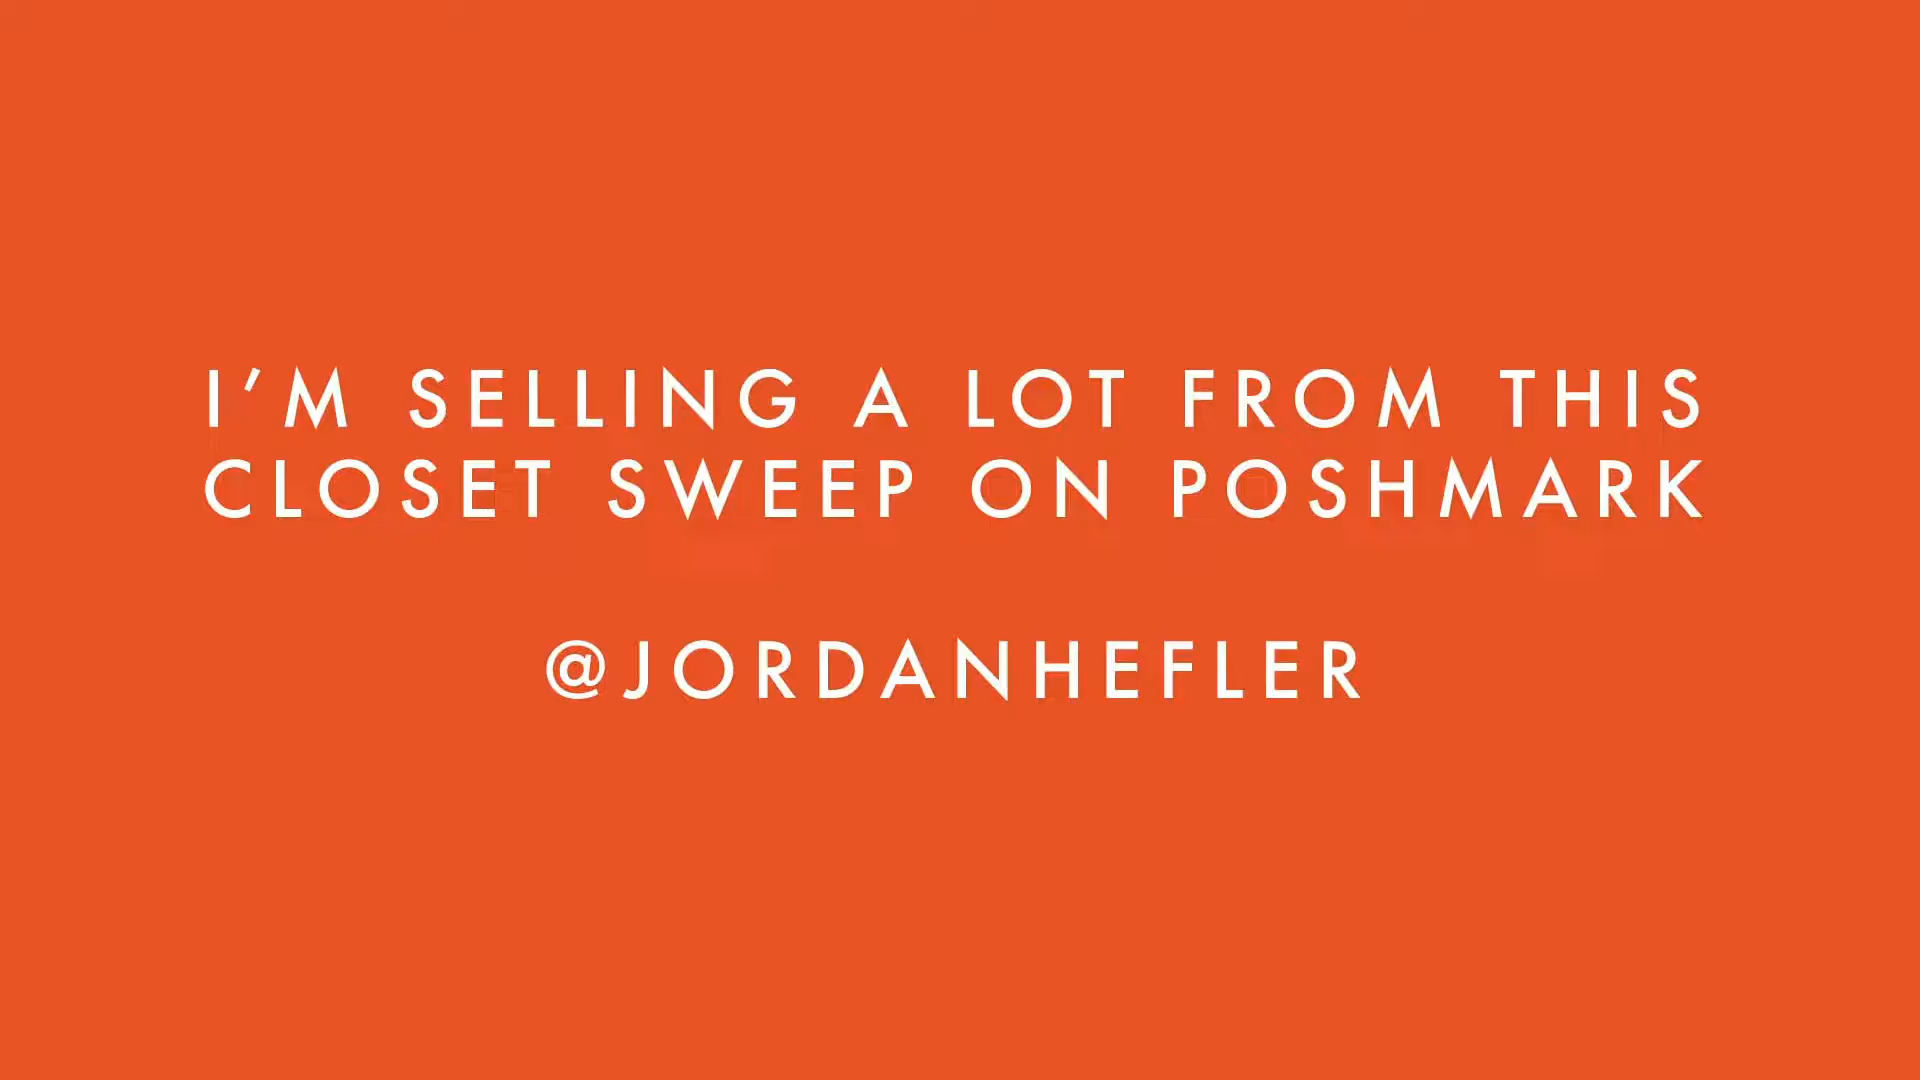 I’M SELLING A LOT FROM THIS
CLOSET SWEEP ON POSHMARK
@JORDANHEFLER